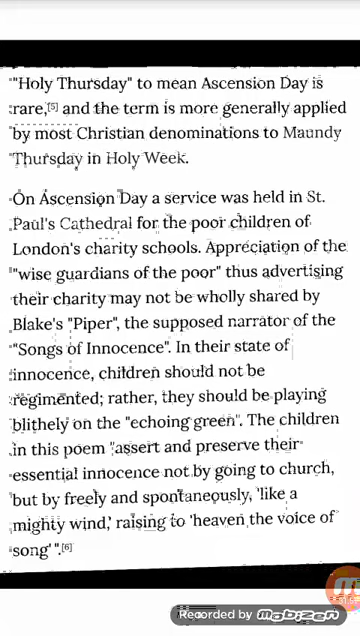 "Holy Thursday" to mean Ascension Day is
rare,[5] and the term is more generally applied
by most Christian denominations to Maundy
Thursday in Holy Week.
On Ascension Day a service was held in St.
Paul's Cathedral for the poor children of
London's charity schools. Appreciation of the
"wise guardians of the poor" thus advertising
their charity may not be wholly shared by
Blake's "Piper", the supposed narrator of the
"Songs of Innocence". In their state of
innocence, children should not be
regimented; rather, they should be playing
blithely on the "echoing green". The children
in this poem "assert and preserve their
essential innocence not by going to church,
but by freely and spontaneously, 'like a
mighty wind,' raising to 'heaven the voice of
song' ".[6]
Recorded by mobizen